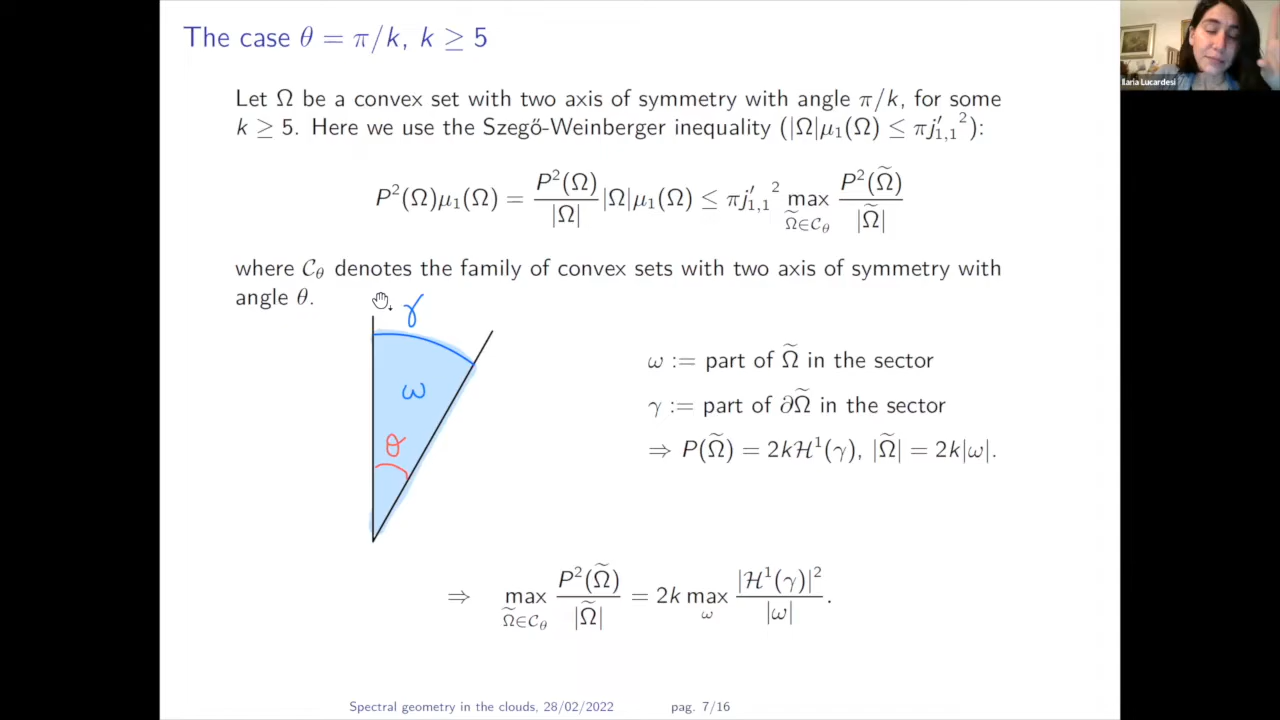 The case θ = π/k, k ≥ 5
Ilaria Lucardesi
Let Ω be a convex set with two axis of symmetry with angle π/k, for some
k ≥ 5. Here we use the Szegő-Weinberger inequality (|Ω|μ₁(Ω) ≤ πj′₁,₁²):
P²(Ω)μ₁(Ω) = P²(Ω)/|Ω| |Ω|μ₁(Ω) ≤ πj′₁,₁² max_{Ω̃∈𝒞_θ} P²(Ω̃)/|Ω̃|
where 𝒞_θ denotes the family of convex sets with two axis of symmetry with
angle θ.
γ
ω
θ
ω := part of Ω̃ in the sector
γ := part of ∂Ω̃ in the sector
⇒ P(Ω̃) = 2kℋ¹(γ), |Ω̃| = 2k|ω|.
⇒ max_{Ω̃∈𝒞_θ} P²(Ω̃)/|Ω̃| = 2k max_ω |ℋ¹(γ)|²/|ω|.
Spectral geometry in the clouds, 28/02/2022 pag. 7/16